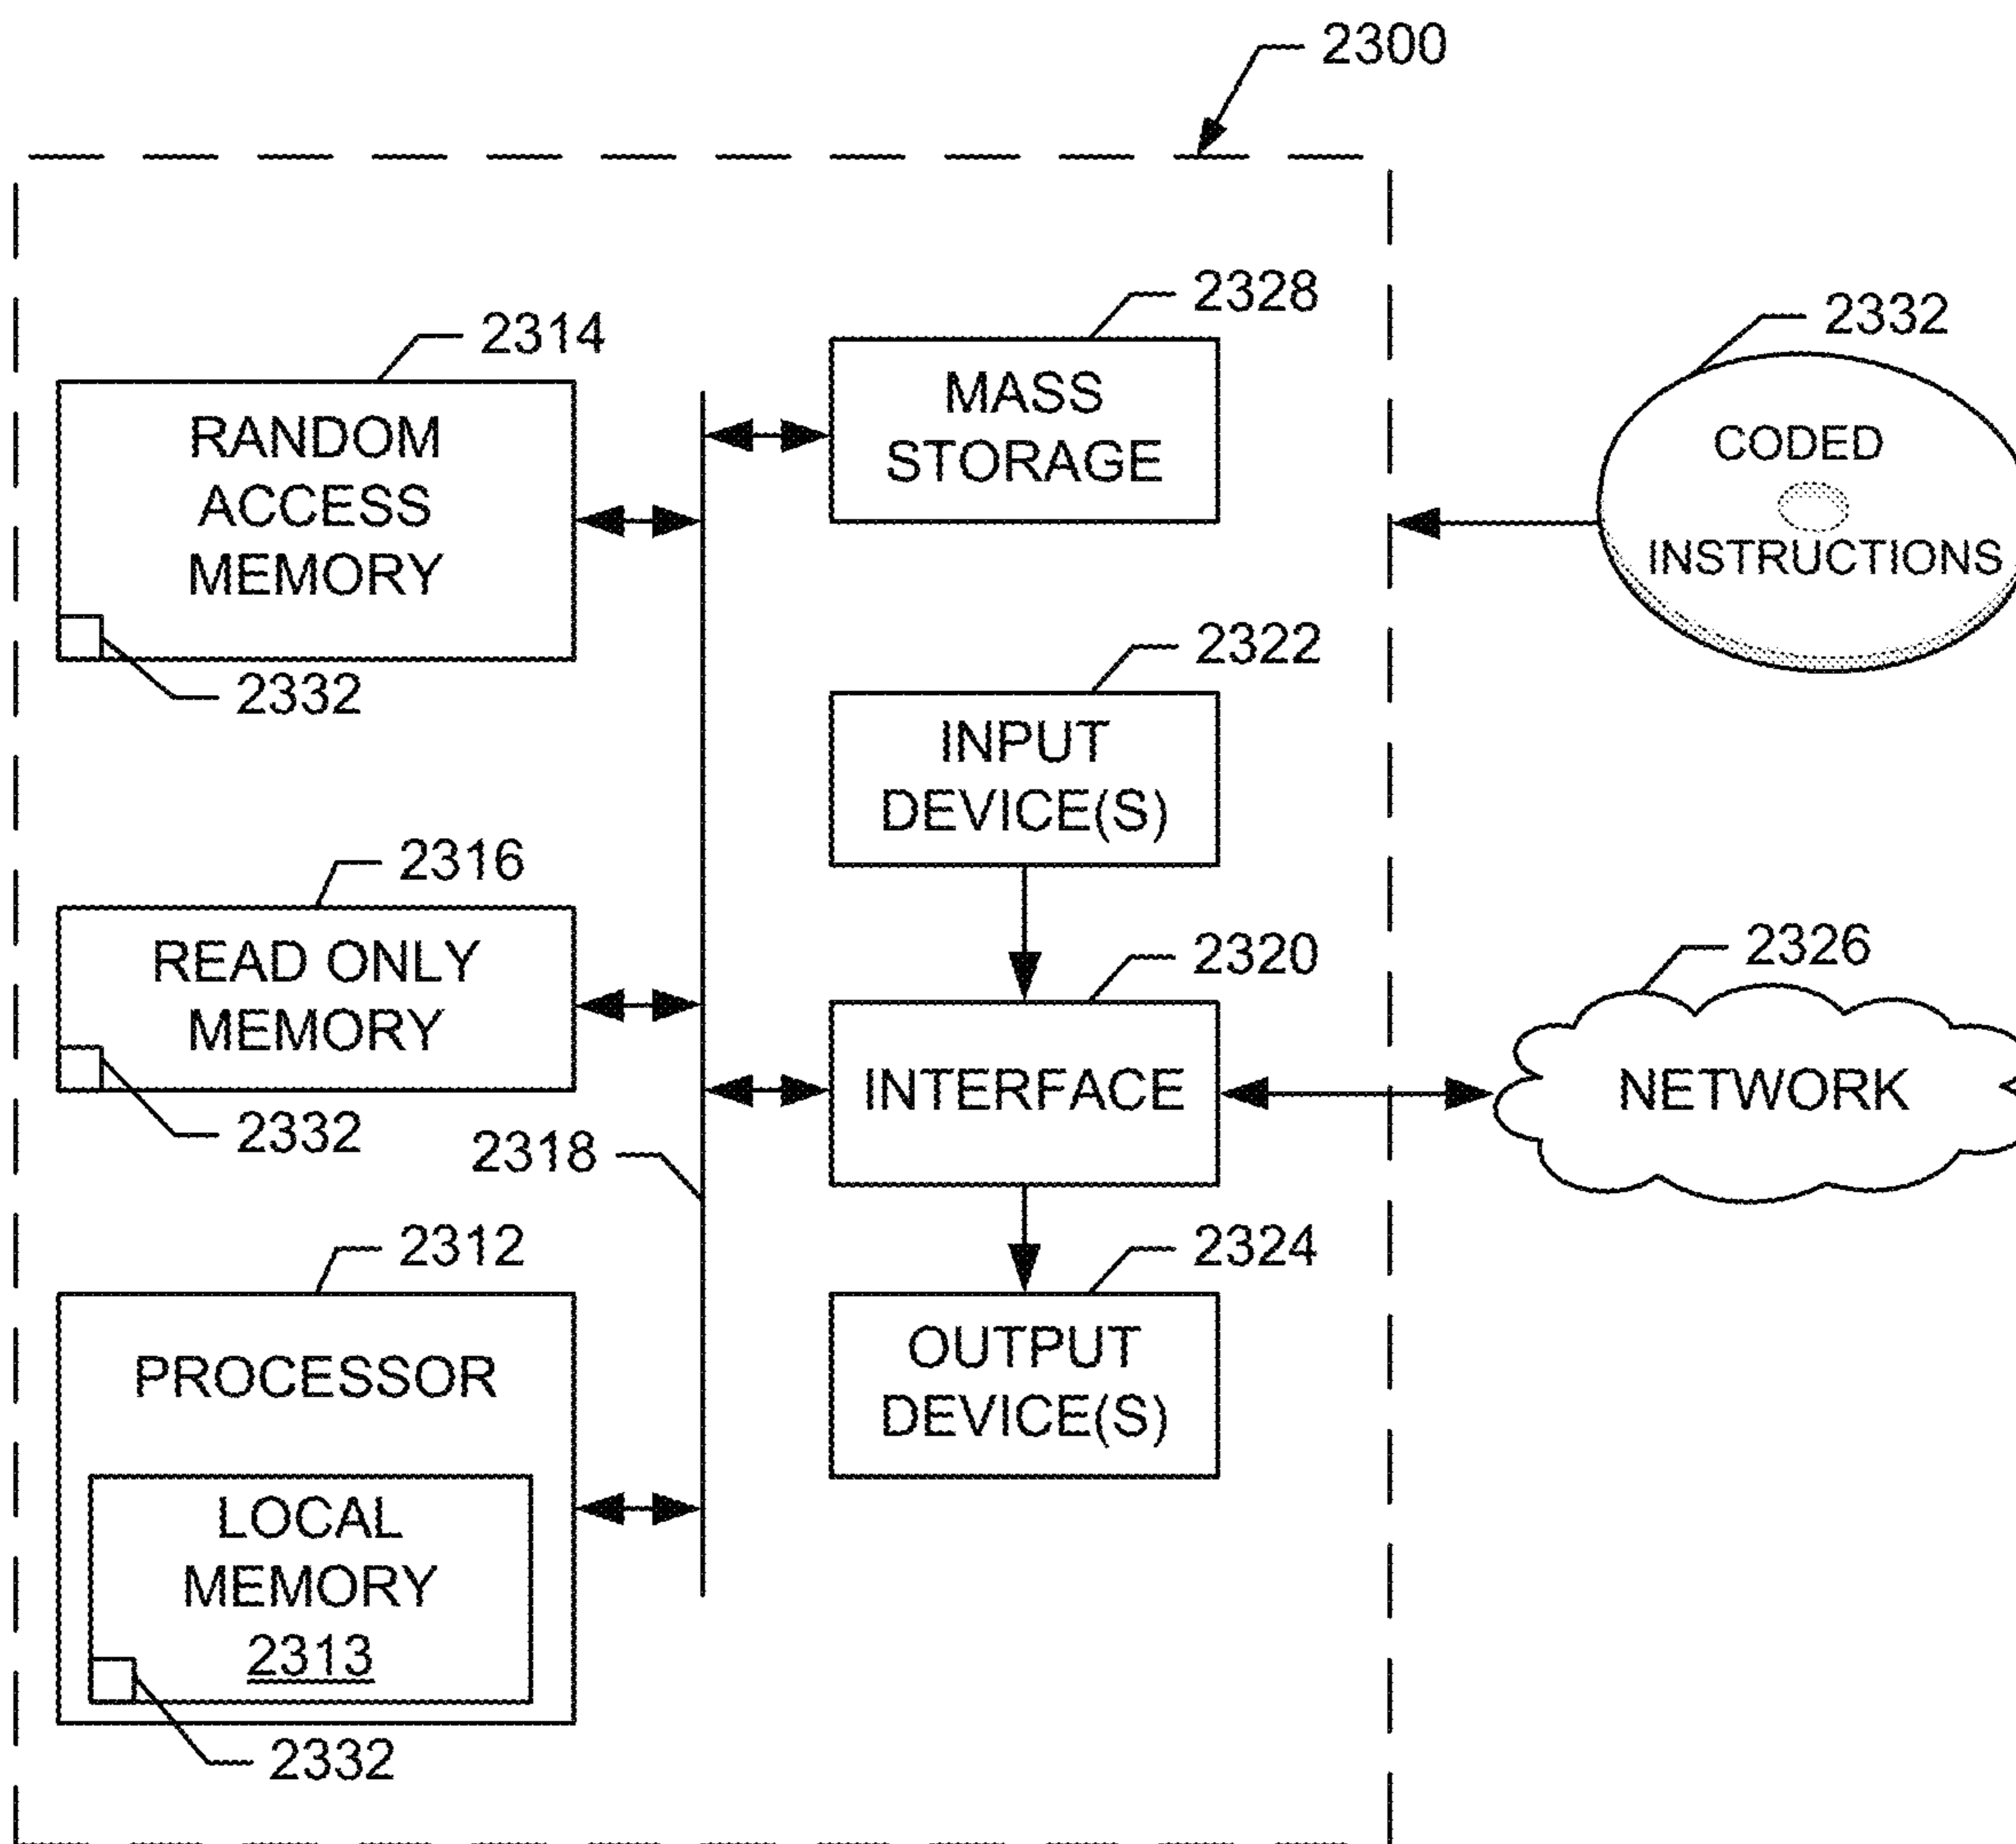 2300
2314
RANDOM
ACCESS
MEMORY
2332
2328
MASS
STORAGE
2332
CODED
INSTRUCTIONS
2322
INPUT
DEVICE(S)
2316
READ ONLY
MEMORY
2332
2318
2320
INTERFACE
2326
NETWORK
2312
PROCESSOR
LOCAL
MEMORY
2313
2332
2324
OUTPUT
DEVICE(S)